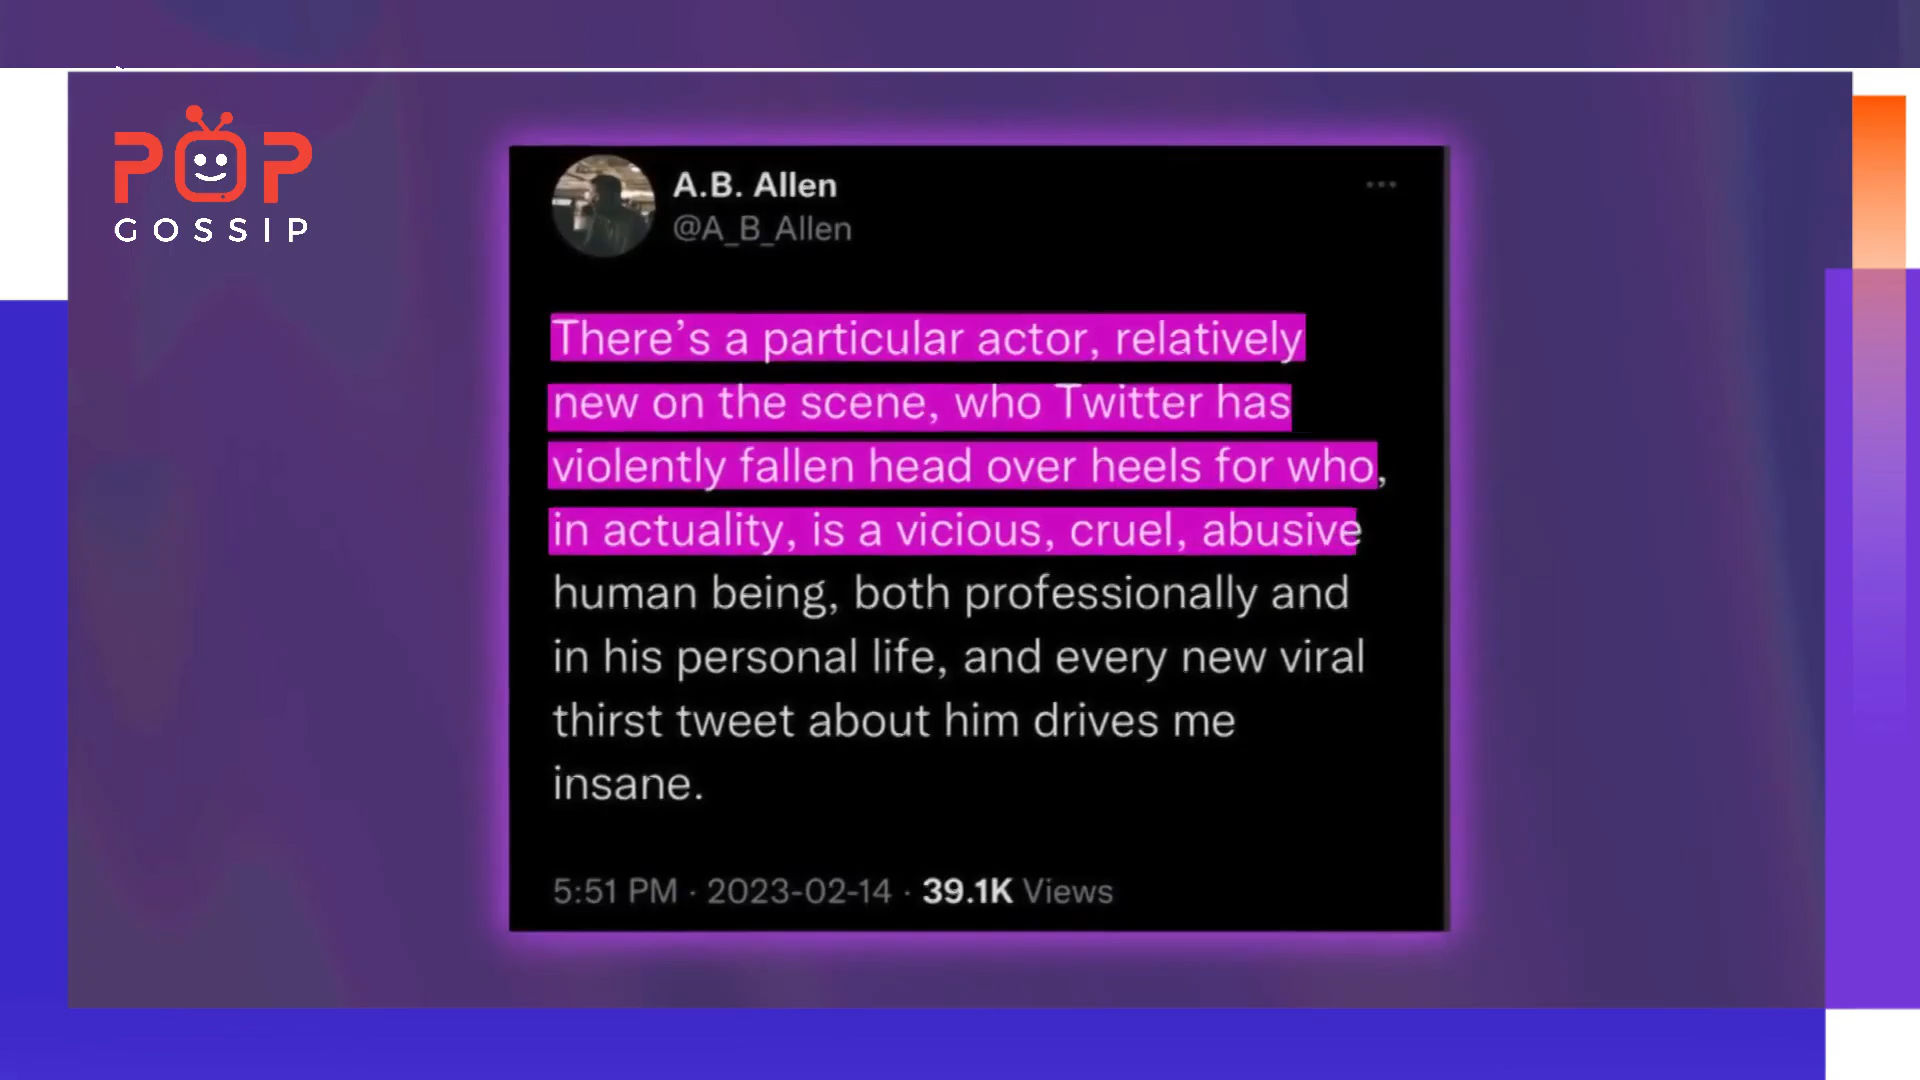 POP
GOSSIP
A.B. Allen
@A_B_Allen
There’s a particular actor, relatively
new on the scene, who Twitter has
violently fallen head over heels for who,
in actuality, is a vicious, cruel, abusive
human being, both professionally and
in his personal life, and every new viral
thirst tweet about him drives me
insane.
5:51 PM · 2023-02-14 · 39.1K Views